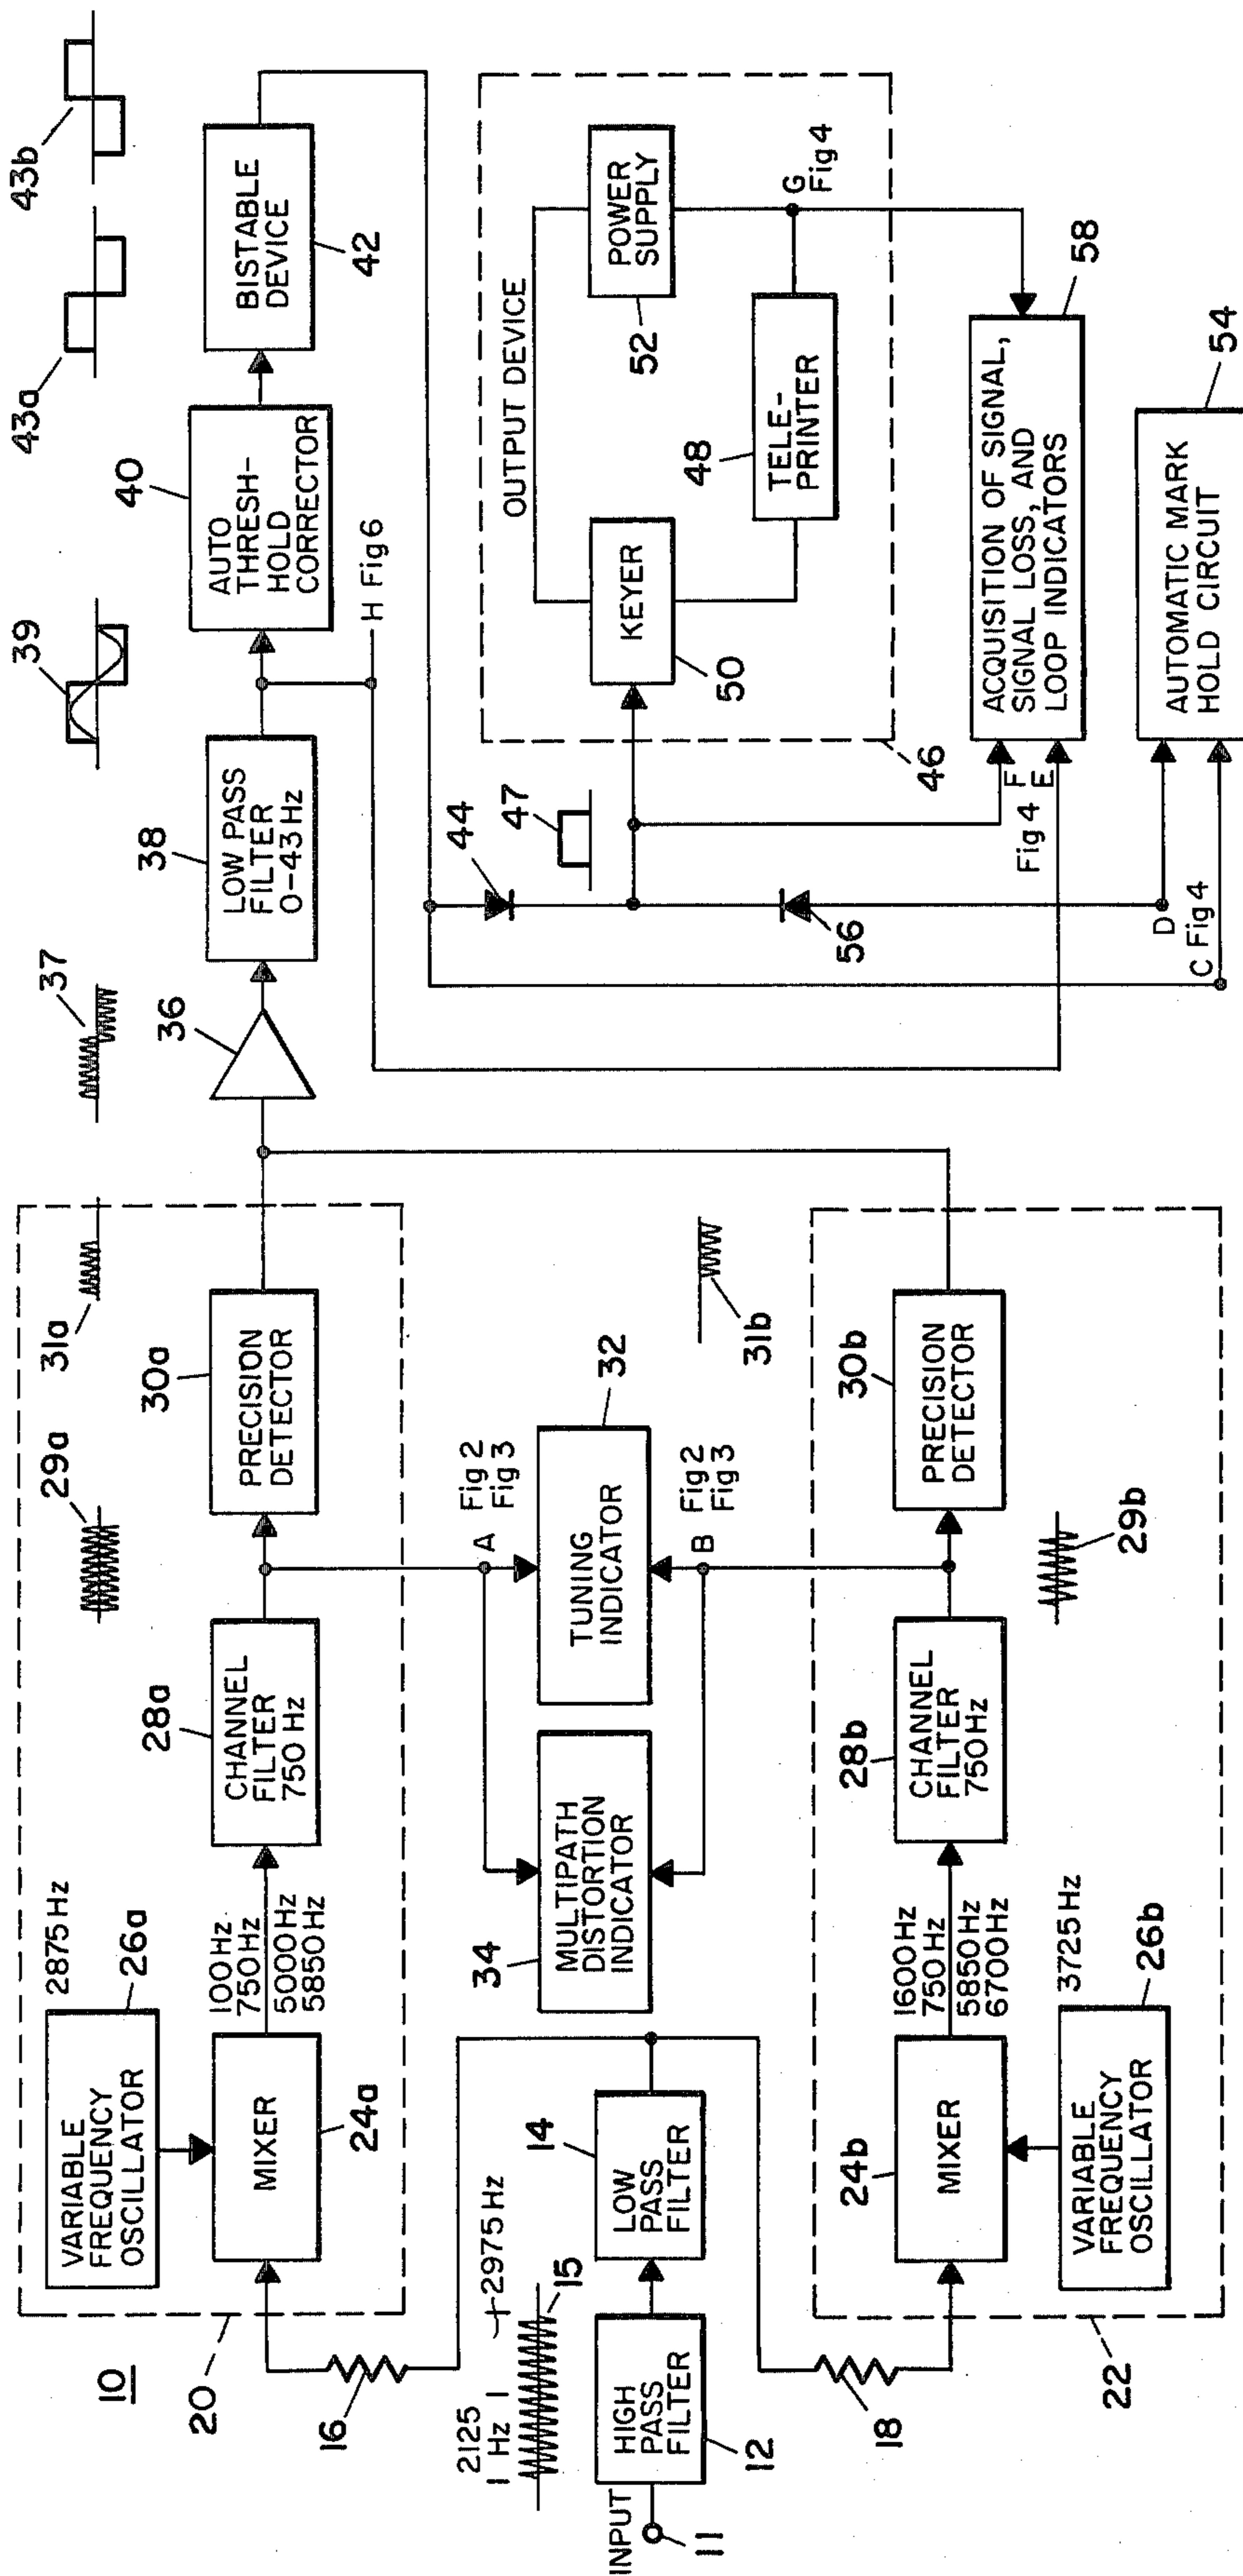 10
INPUT
11
HIGH
PASS
FILTER
12
2125
Hz
2975 Hz
15
LOW
PASS
FILTER
14
16
18
20
VARIABLE
FREQUENCY
OSCILLATOR
2875 Hz
26a
MIXER
24a
100 Hz
750 Hz
5000 Hz
5850 Hz
CHANNEL
FILTER
750 Hz
28a
29a
PRECISION
DETECTOR
30a
31a
22
MIXER
24b
VARIABLE
FREQUENCY
OSCILLATOR
3725 Hz
26b
1600 Hz
750 Hz
5850 Hz
6700 Hz
CHANNEL
FILTER
750 Hz
28b
29b
PRECISION
DETECTOR
30b
31b
MULTIPATH
DISTORTION
INDICATOR
34
TUNING
INDICATOR
32
A
Fig 2
Fig 3
B
Fig 2
Fig 3
36
37
LOW PASS
FILTER
0-43 Hz
38
39
H Fig 6
AUTO
THRESH-
HOLD
CORRECTOR
40
BISTABLE
DEVICE
42
43a
43b
44
47
56
46
OUTPUT DEVICE
KEYER
50
TELE-
PRINTER
48
POWER
SUPPLY
52
G
Fig 4
F
E
Fig 4
ACQUISITION OF SIGNAL,
SIGNAL LOSS, AND
LOOP INDICATORS
58
D
C Fig 4
AUTOMATIC MARK
HOLD CIRCUIT
54